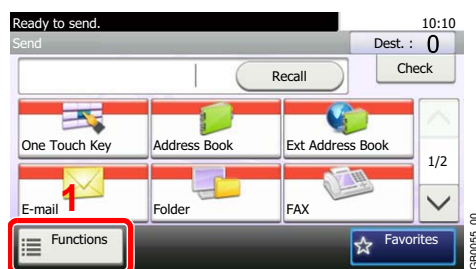 Ready to send.
10:10
Send
Dest. : 0
Recall
Check
One Touch Key
Address Book
Ext Address Book
1/2
1
E-mail
Folder
FAX
Functions
Favorites
GB0055_00